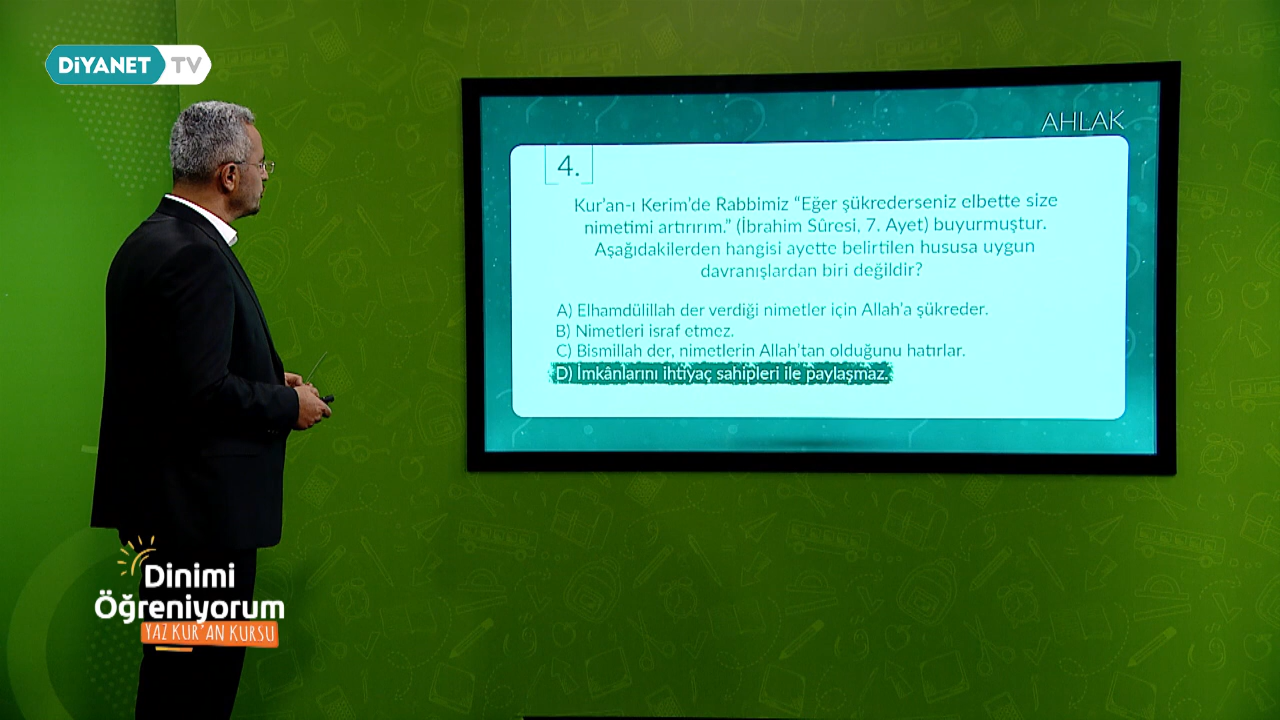 DiYANET TV
AHLAK
4.
Kur'an-ı Kerim'de Rabbimiz "Eğer şükrederseniz elbette size
nimetimi artırırım." (İbrahim Sûresi, 7. Ayet) buyurmuştur.
Aşağıdakilerden hangisi ayette belirtilen hususa uygun
davranışlardan biri değildir?
A) Elhamdülillah der verdiği nimetler için Allah'a şükreder.
B) Nimetleri israf etmez.
C) Bismillah der, nimetlerin Allah'tan olduğunu hatırlar.
D) İmkânlarını ihtiyaç sahipleri ile paylaşmaz.
Dinimi
Öğreniyorum
YAZ KUR'AN KURSU